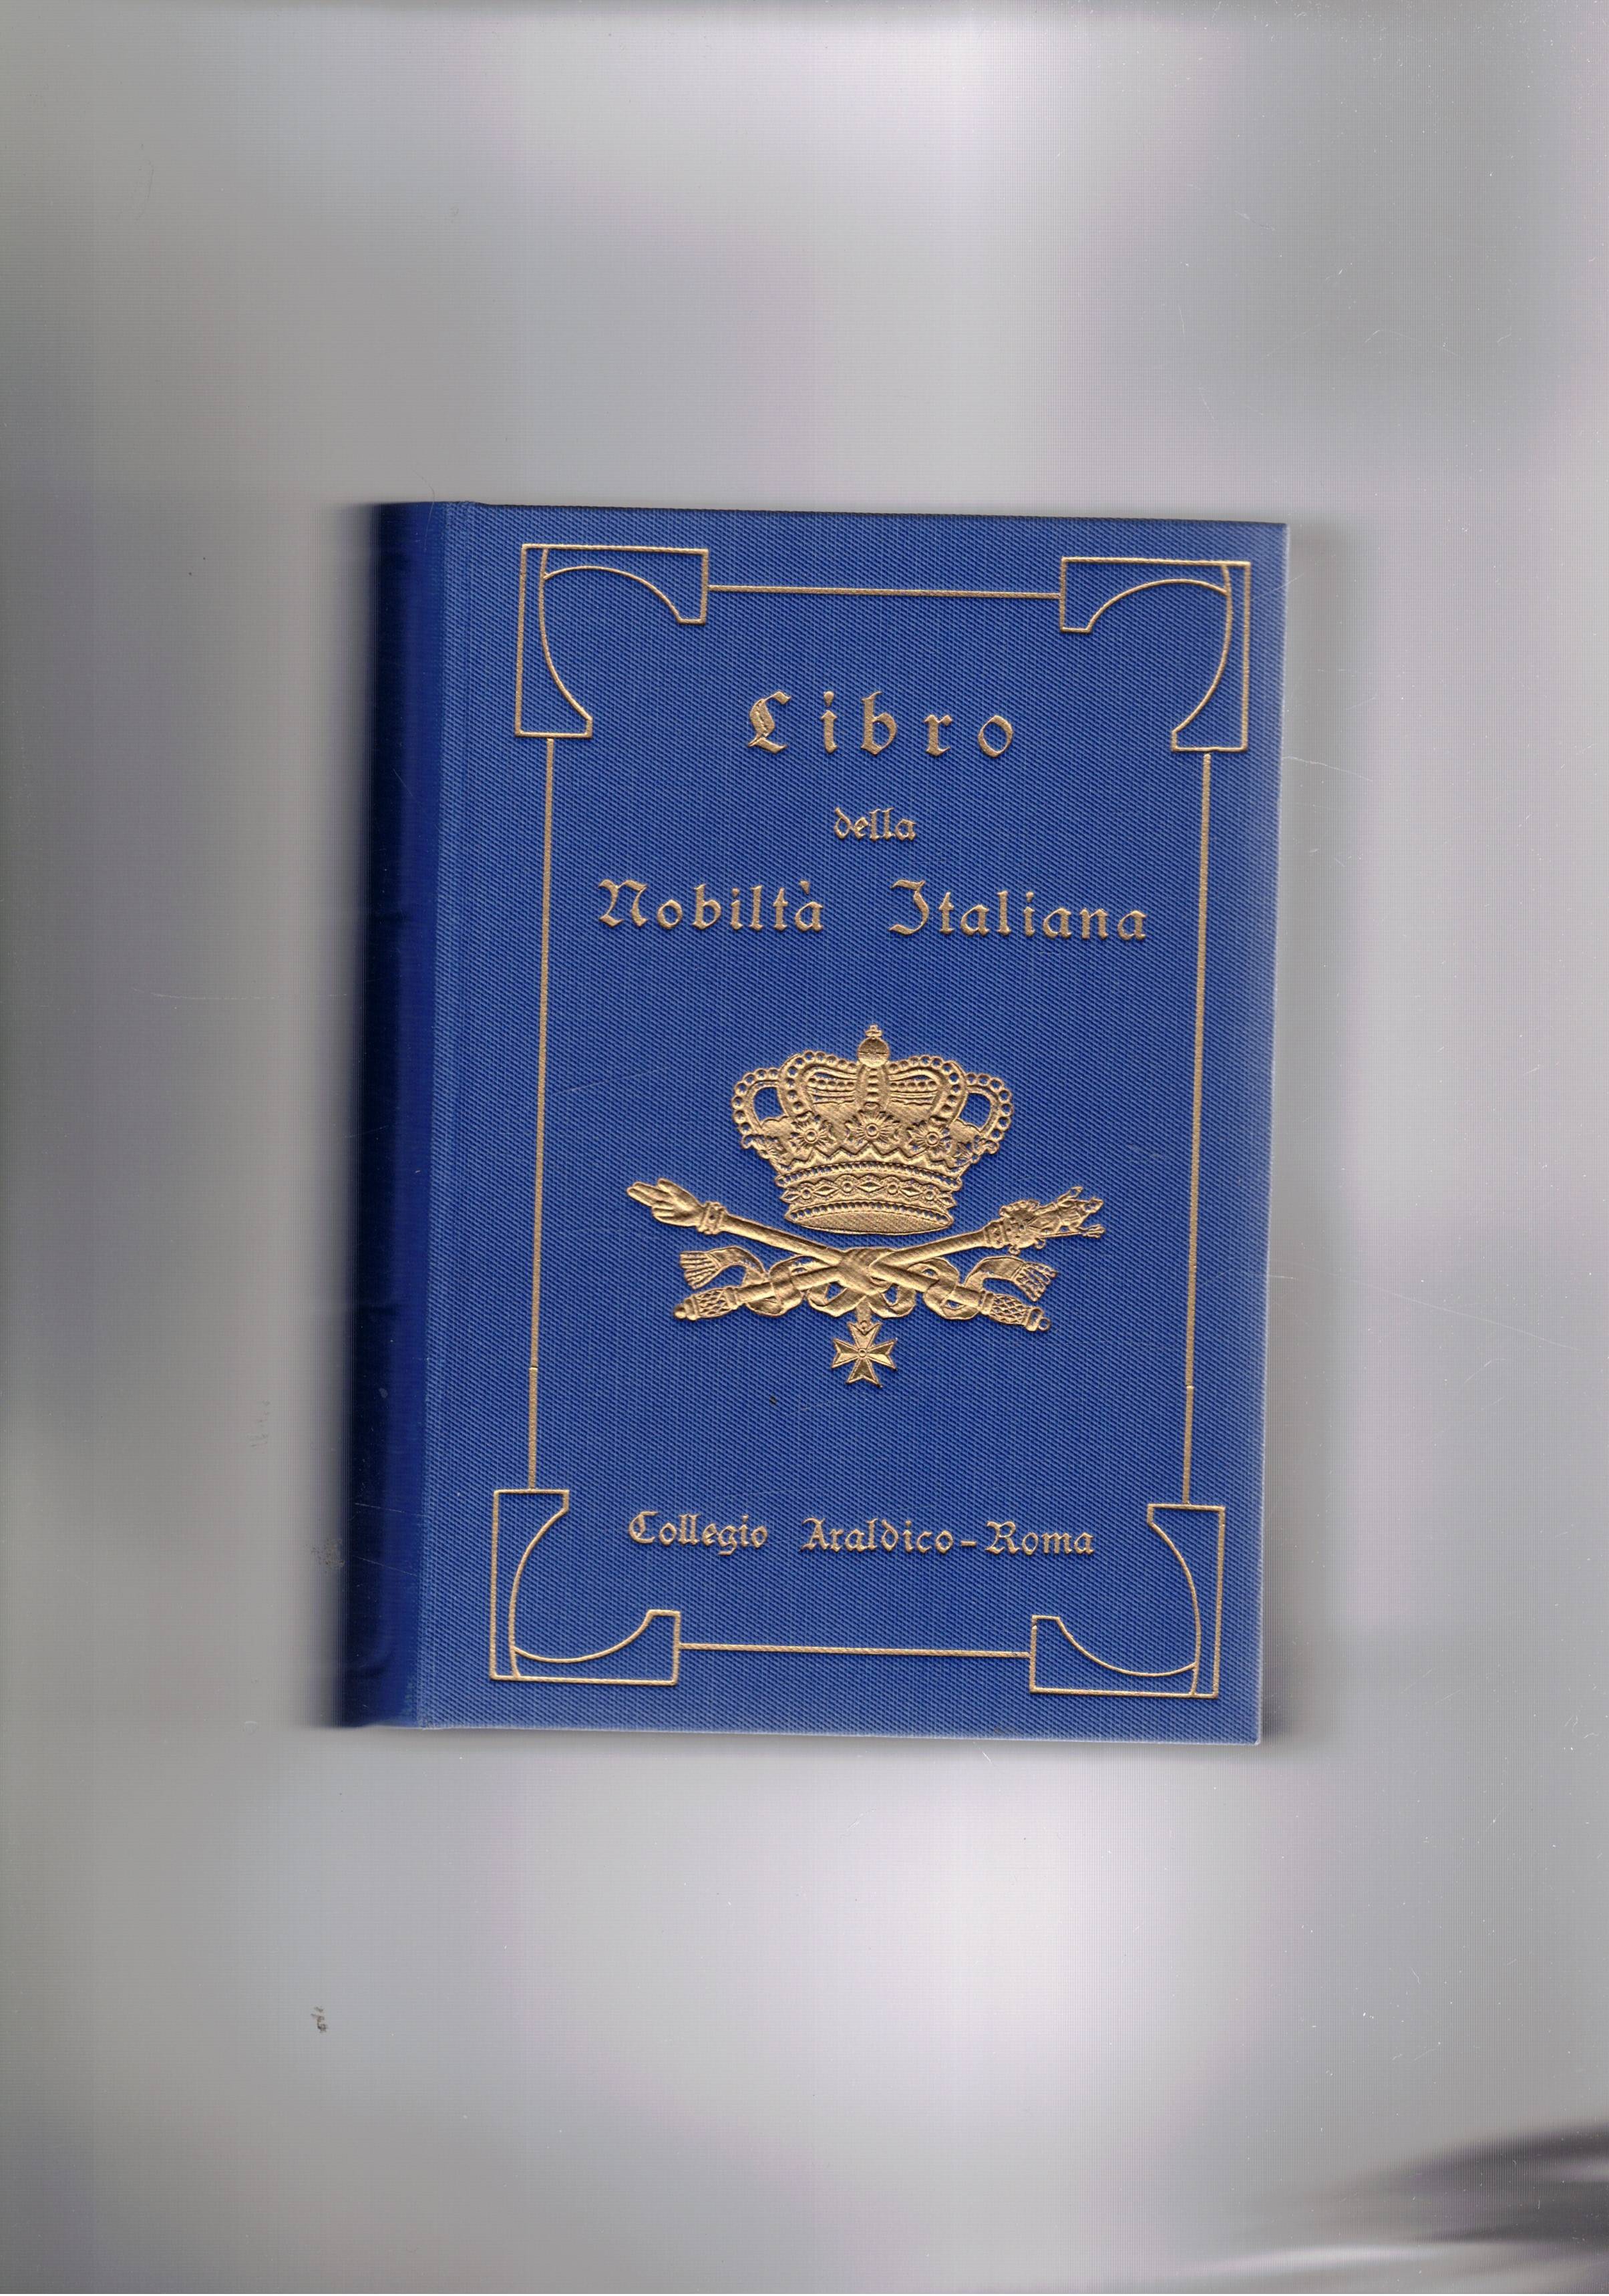 Libro
della
Nobiltà Italiana
Collegio Araldico-Roma